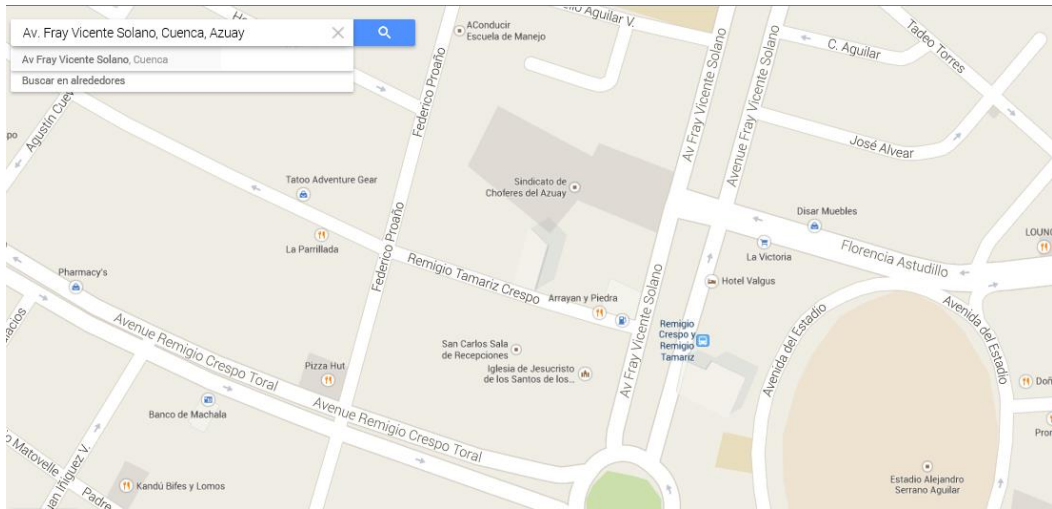 Av. Fray Vicente Solano, Cuenca, Azuay
Av Fray Vicente Solano, Cuenca
Buscar en alrededores
AConducir
Escuela de Manejo
Aguilar V.
C. Aguilar
Tadeo Torres
Federico Proaño
Av Fray Vicente Solano
Avenue Fray Vicente Solano
José Alvear
po
Tatoo Adventure Gear
Sindicato de
Choferes del Azuay
Disar Muebles
La Parrillada
Federico Proaño
La Victoria
Florencia Astudillo
Pharmacy's
Remigio Tamariz Crespo
Hotel Valgus
Arrayan y Piedra
Av Fray Vicente Solano
Remigio
Crespo y
Remigio
Tamariz
Avenida del Estadio
Avenida del Estadio
Avenue Remigio Crespo Toral
San Carlos Sala
de Recepciones
Iglesia de Jesucristo
de los Santos de los...
Pizza Hut
Banco de Machala
Avenue Remigio Crespo Toral
Kandú Bifes y Lomos
Matovelle
Padre
Iñiguez V.
Estadio Alejandro
Serrano Aguilar